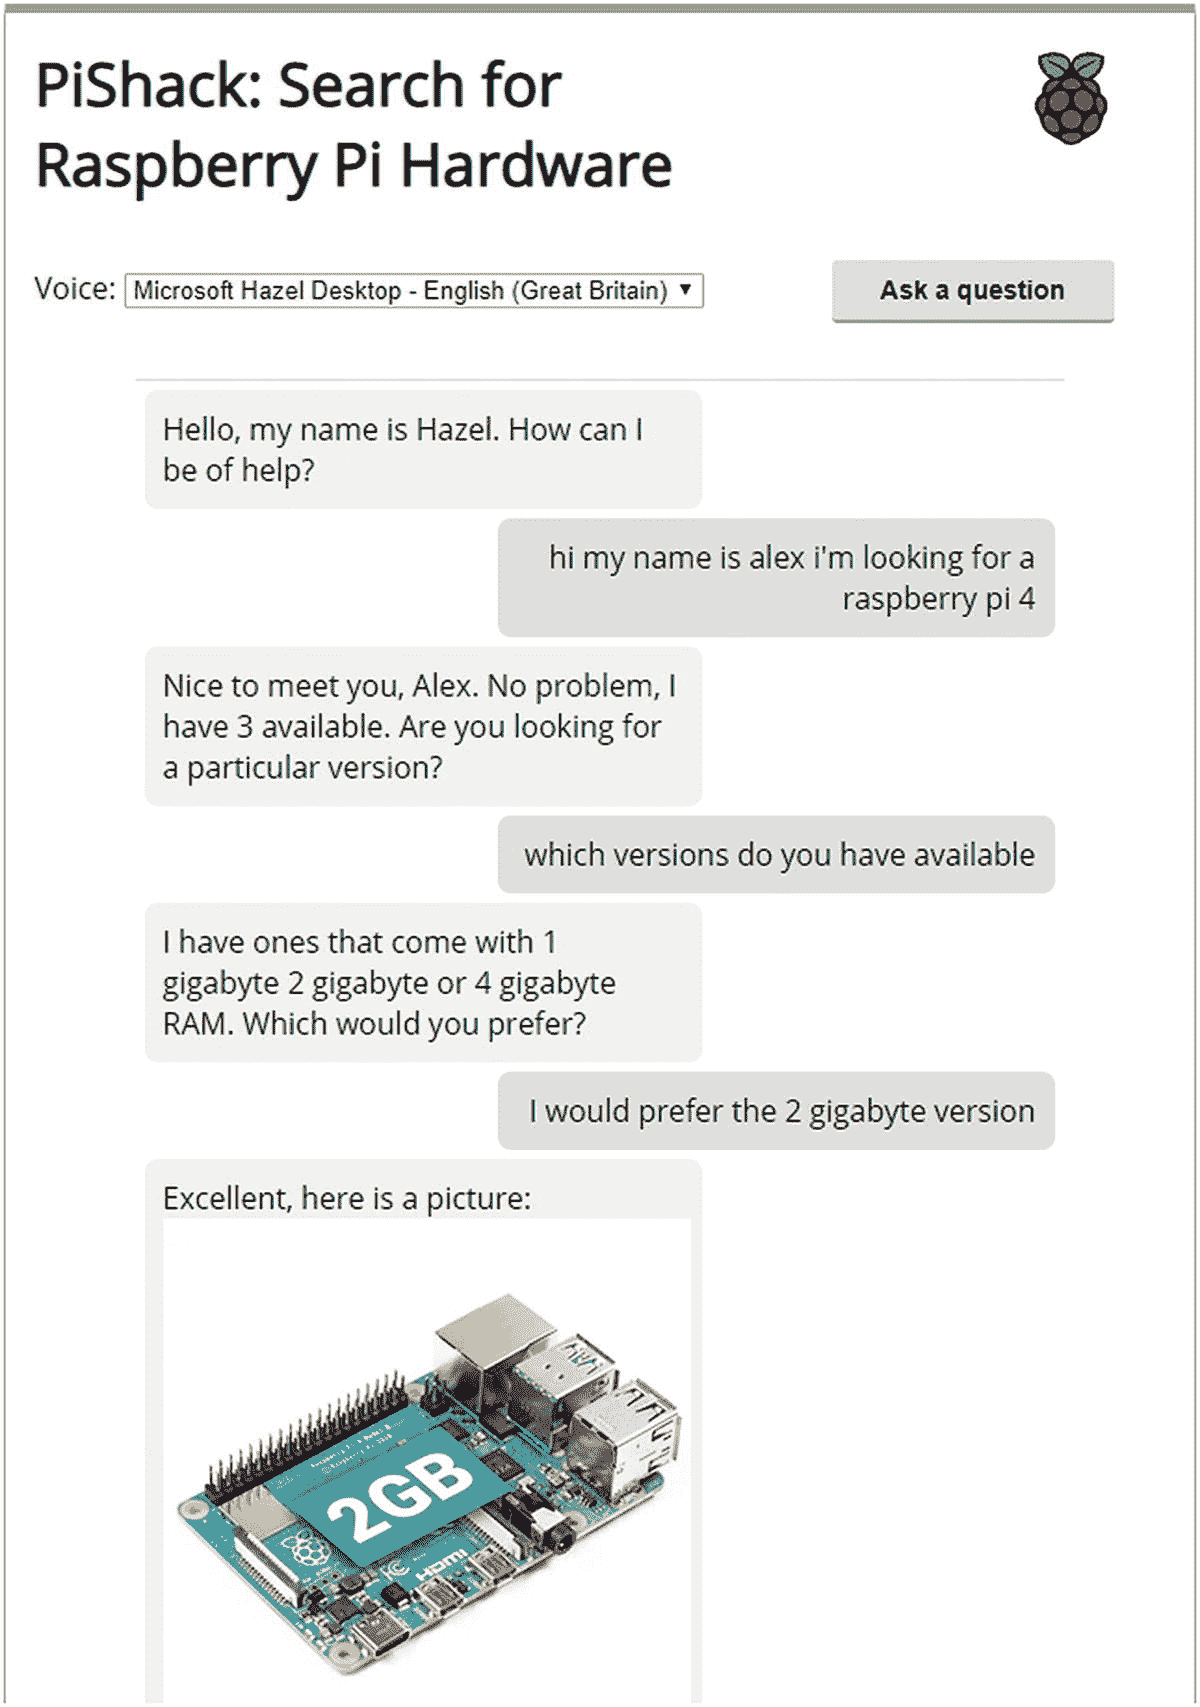 PiShack: Search for
Raspberry Pi Hardware
Voice: Microsoft Hazel Desktop - English (Great Britain) ▼
Ask a question
Hello, my name is Hazel. How can I
be of help?
hi my name is alex i'm looking for a
raspberry pi 4
Nice to meet you, Alex. No problem, I
have 3 available. Are you looking for
a particular version?
which versions do you have available
I have ones that come with 1
gigabyte 2 gigabyte or 4 gigabyte
RAM. Which would you prefer?
I would prefer the 2 gigabyte version
Excellent, here is a picture:
2GB
HDMI